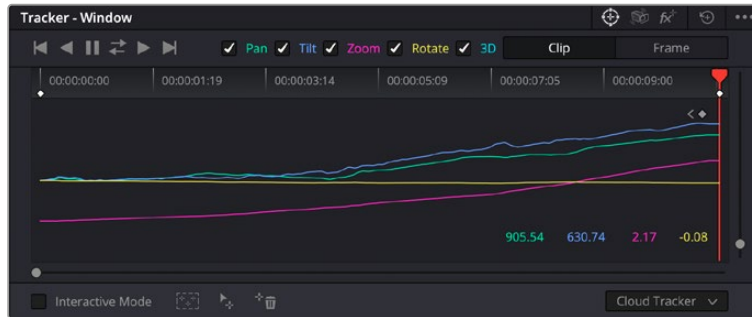 Tracker - Window
Pan Tilt Zoom Rotate 3D Clip Frame
00:00:00:00 00:00:01:19 00:00:03:14 00:00:05:09 00:00:07:05 00:00:09:00
905.54 630.74 2.17 -0.08
Interactive Mode Cloud Tracker